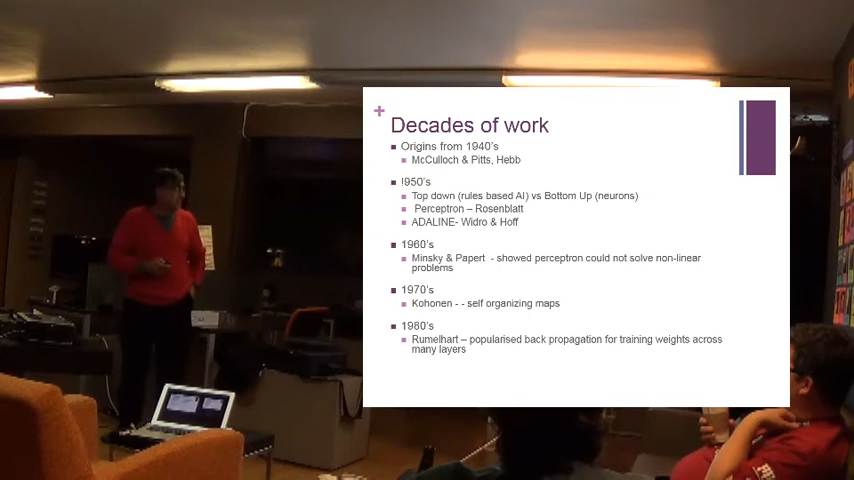 +
Decades of work
Origins from 1940's
McCulloch & Pitts, Hebb
!950's
Top down (rules based AI) vs Bottom Up (neurons)
Perceptron – Rosenblatt
ADALINE- Widro & Hoff
1960's
Minsky & Papert - showed perceptron could not solve non-linear
problems
1970's
Kohonen - - self organizing maps
1980's
Rumelhart – popularised back propagation for training weights across
many layers